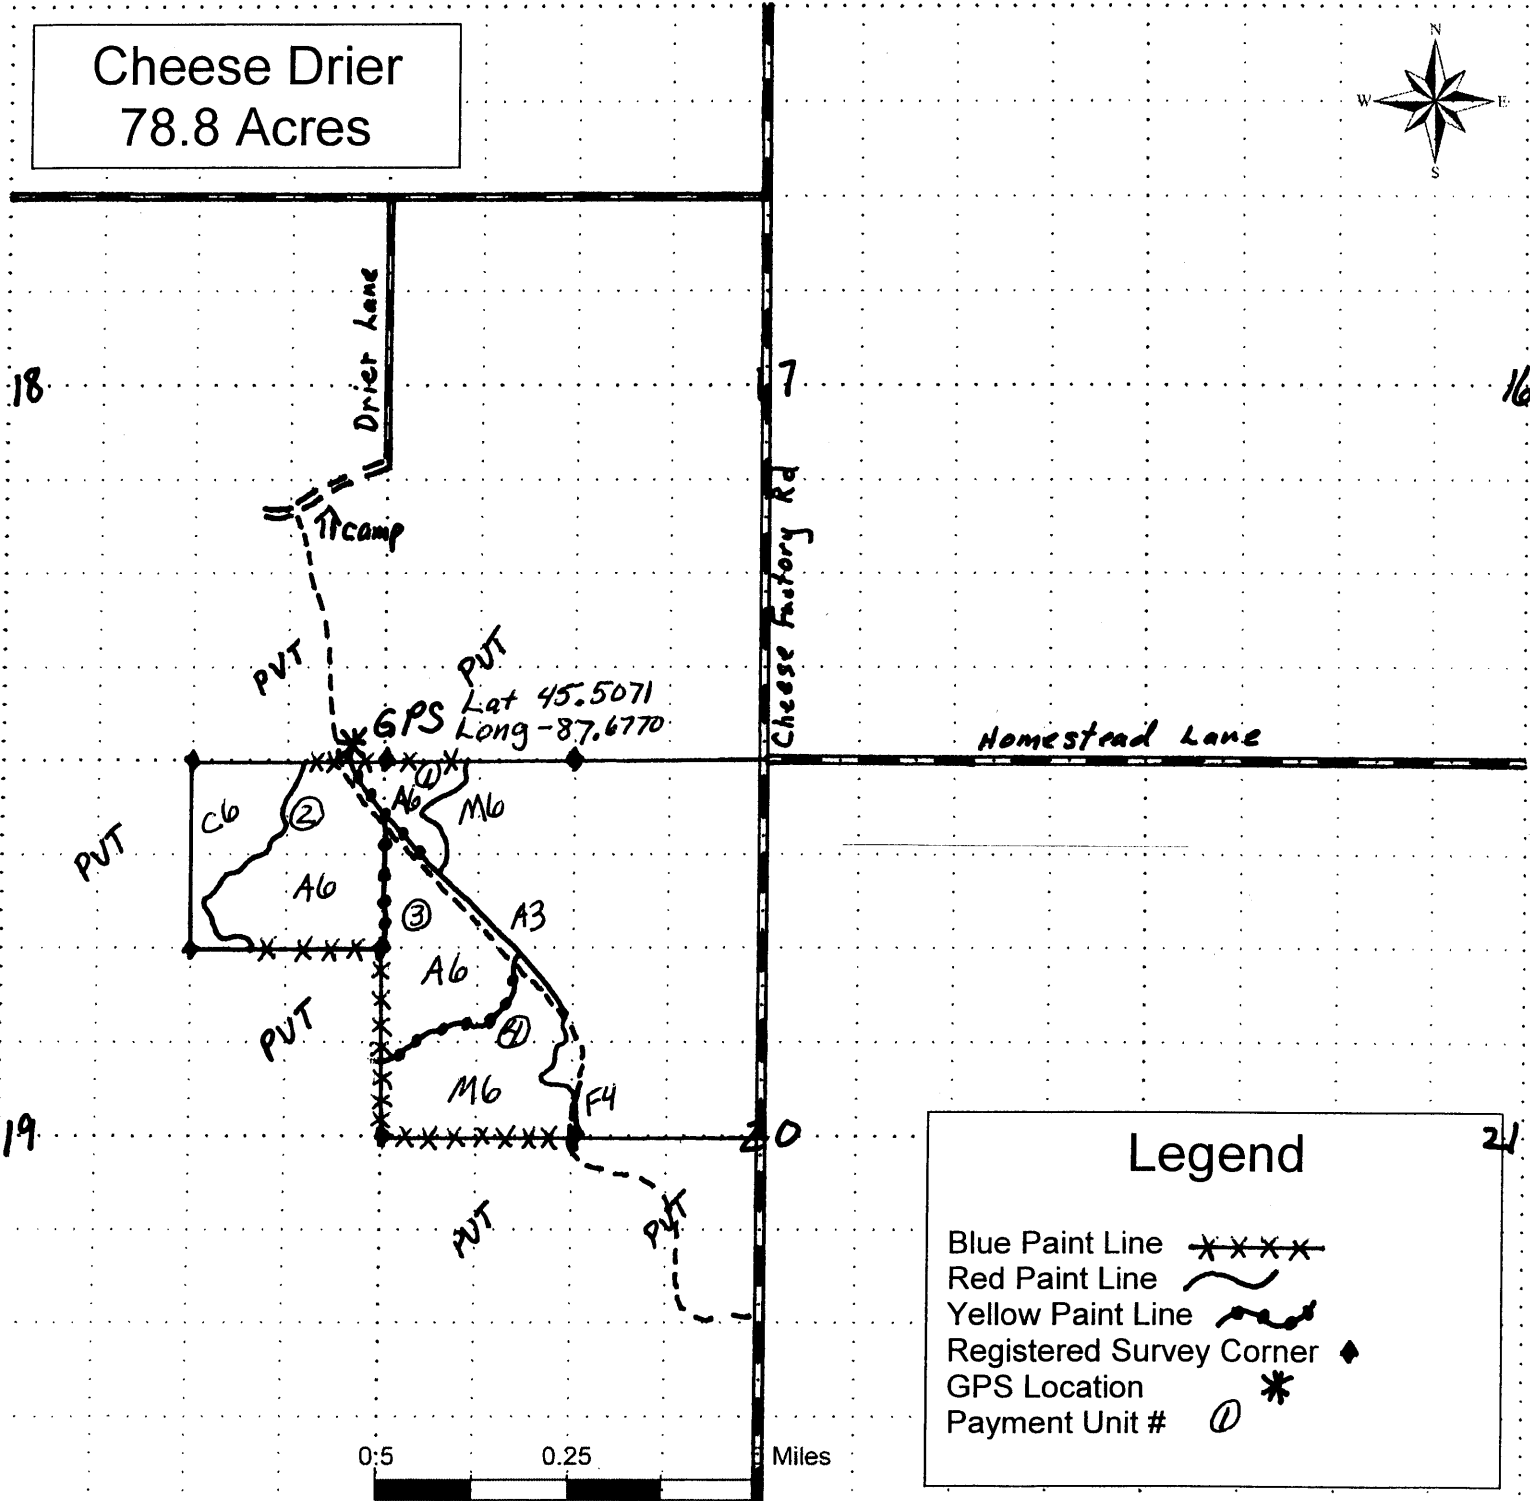 Cheese Drier
78.8 Acres
N
W E
S
Drier Lane
18
7
16
camp
Cheese Factory Rd
PVT
PVT
GPS
Lat 45.5071
Long -87.6770
Homestead Lane
1
C6
2
A6
M6
PVT
A6
3
A3
A6
PVT
4
M6
F4
19
20
21
PVT
PVT
Legend
Blue Paint Line
Red Paint Line
Yellow Paint Line
Registered Survey Corner
GPS Location
Payment Unit # 1
0.5 0.25 Miles